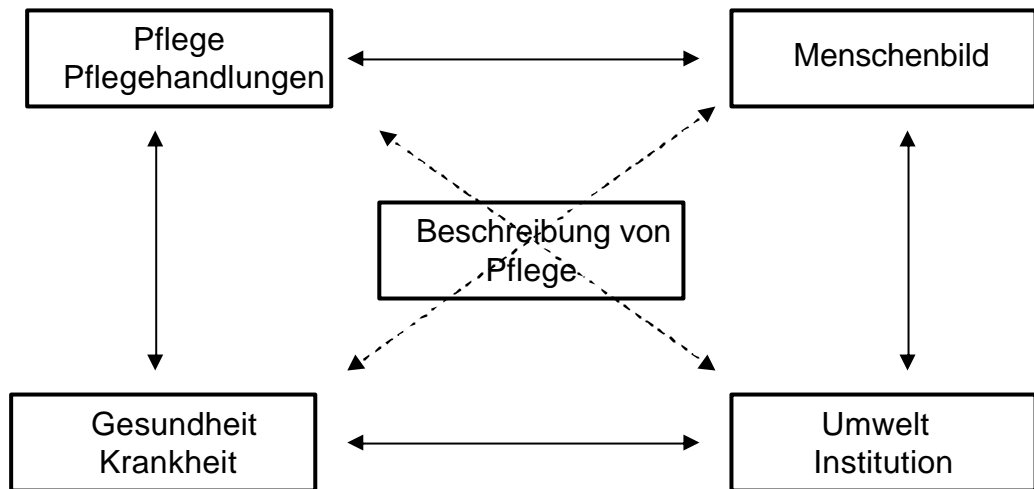 Pflege
Pflegehandlungen
Menschenbild
Beschreibung von
Pflege
Gesundheit
Krankheit
Umwelt
Institution